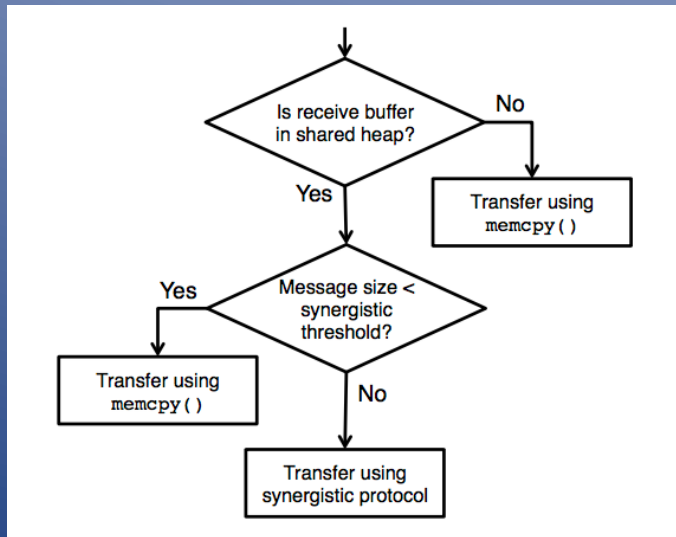 Is receive buffer
in shared heap?
No
Yes
Transfer using
memcpy()
Message size <
synergistic
threshold?
Yes
Transfer using
memcpy()
No
Transfer using
synergistic protocol